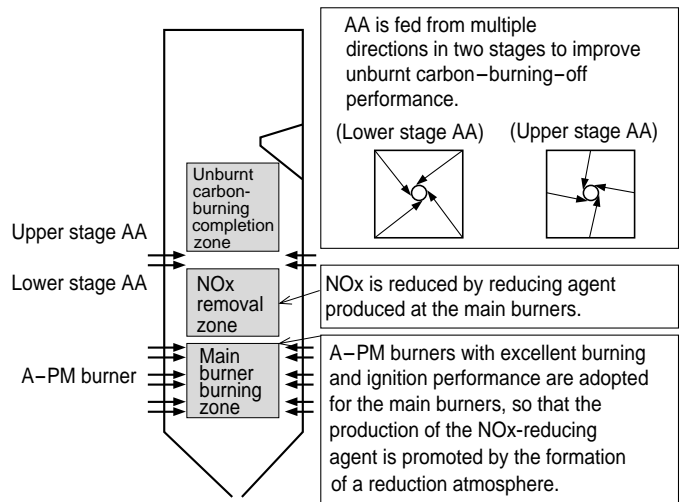 AA is fed from multiple
directions in two stages to improve
unburnt carbon−burning−off
performance.
(Lower stage AA)
(Upper stage AA)
Unburnt
carbon-
burning
completion
zone
Upper stage AA
Lower stage AA
NOx
removal
zone
NOx is reduced by reducing agent
produced at the main burners.
A−PM burner
Main
burner
burning
zone
A−PM burners with excellent burning
and ignition performance are adopted
for the main burners, so that the
production of the NOx-reducing
agent is promoted by the formation
of a reduction atmosphere.